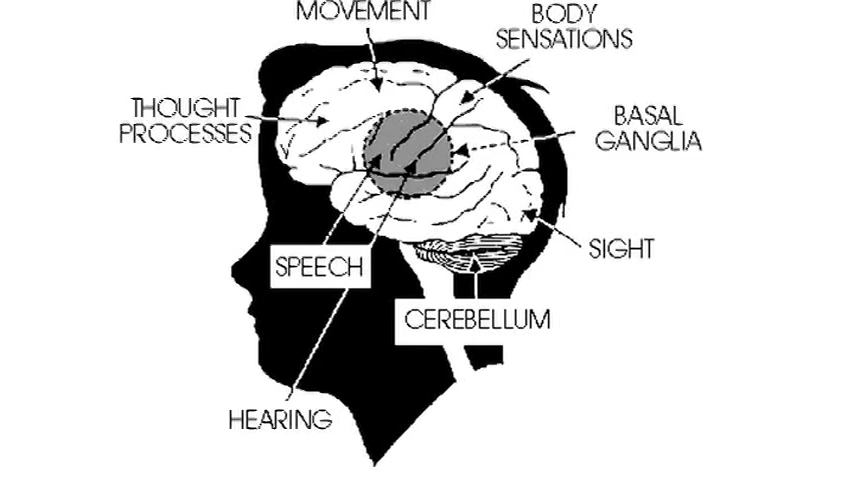 MOVEMENT
BODY
SENSATIONS
THOUGHT
PROCESSES
BASAL
GANGLIA
SIGHT
SPEECH
CEREBELLUM
HEARING